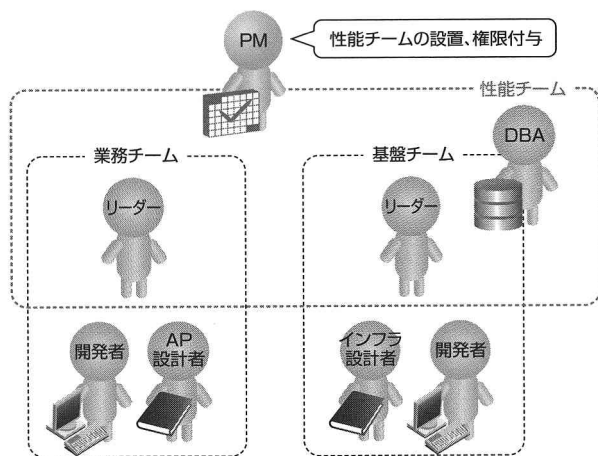 PM
性能チームの設置、権限付与
性能チーム
DBA
業務チーム
基盤チーム
リーダー
リーダー
開発者
AP
設計者
インフラ
設計者
開発者